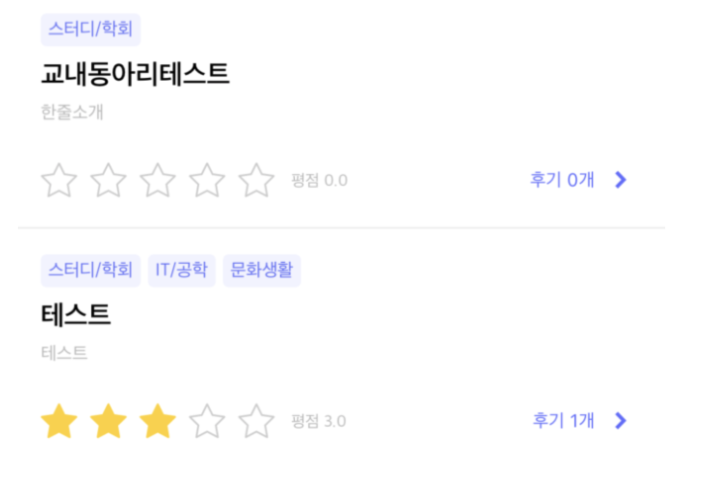 스터디/학회
교내동아리테스트
한줄소개
평점 0.0 후기 0개
스터디/학회 IT/공학 문화생활
테스트
테스트
평점 3.0 후기 1개